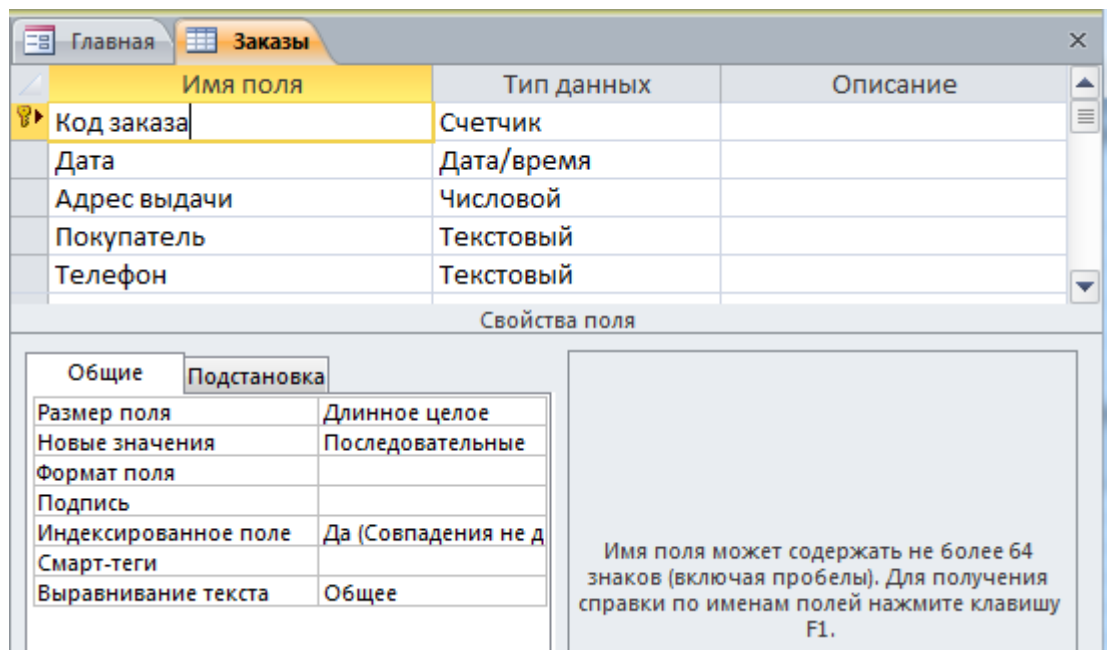 Главная Заказы
Имя поля Тип данных Описание
Код заказа Счетчик
Дата Дата/время
Адрес выдачи Числовой
Покупатель Текстовый
Телефон Текстовый
Свойства поля
Общие Подстановка
Размер поля Длинное целое
Новые значения Последовательные
Формат поля
Подпись
Индексированное поле Да (Совпадения не д
Смарт-теги
Выравнивание текста Общее
Имя поля может содержать не более 64
знаков (включая пробелы). Для получения
справки по именам полей нажмите клавишу
F1.